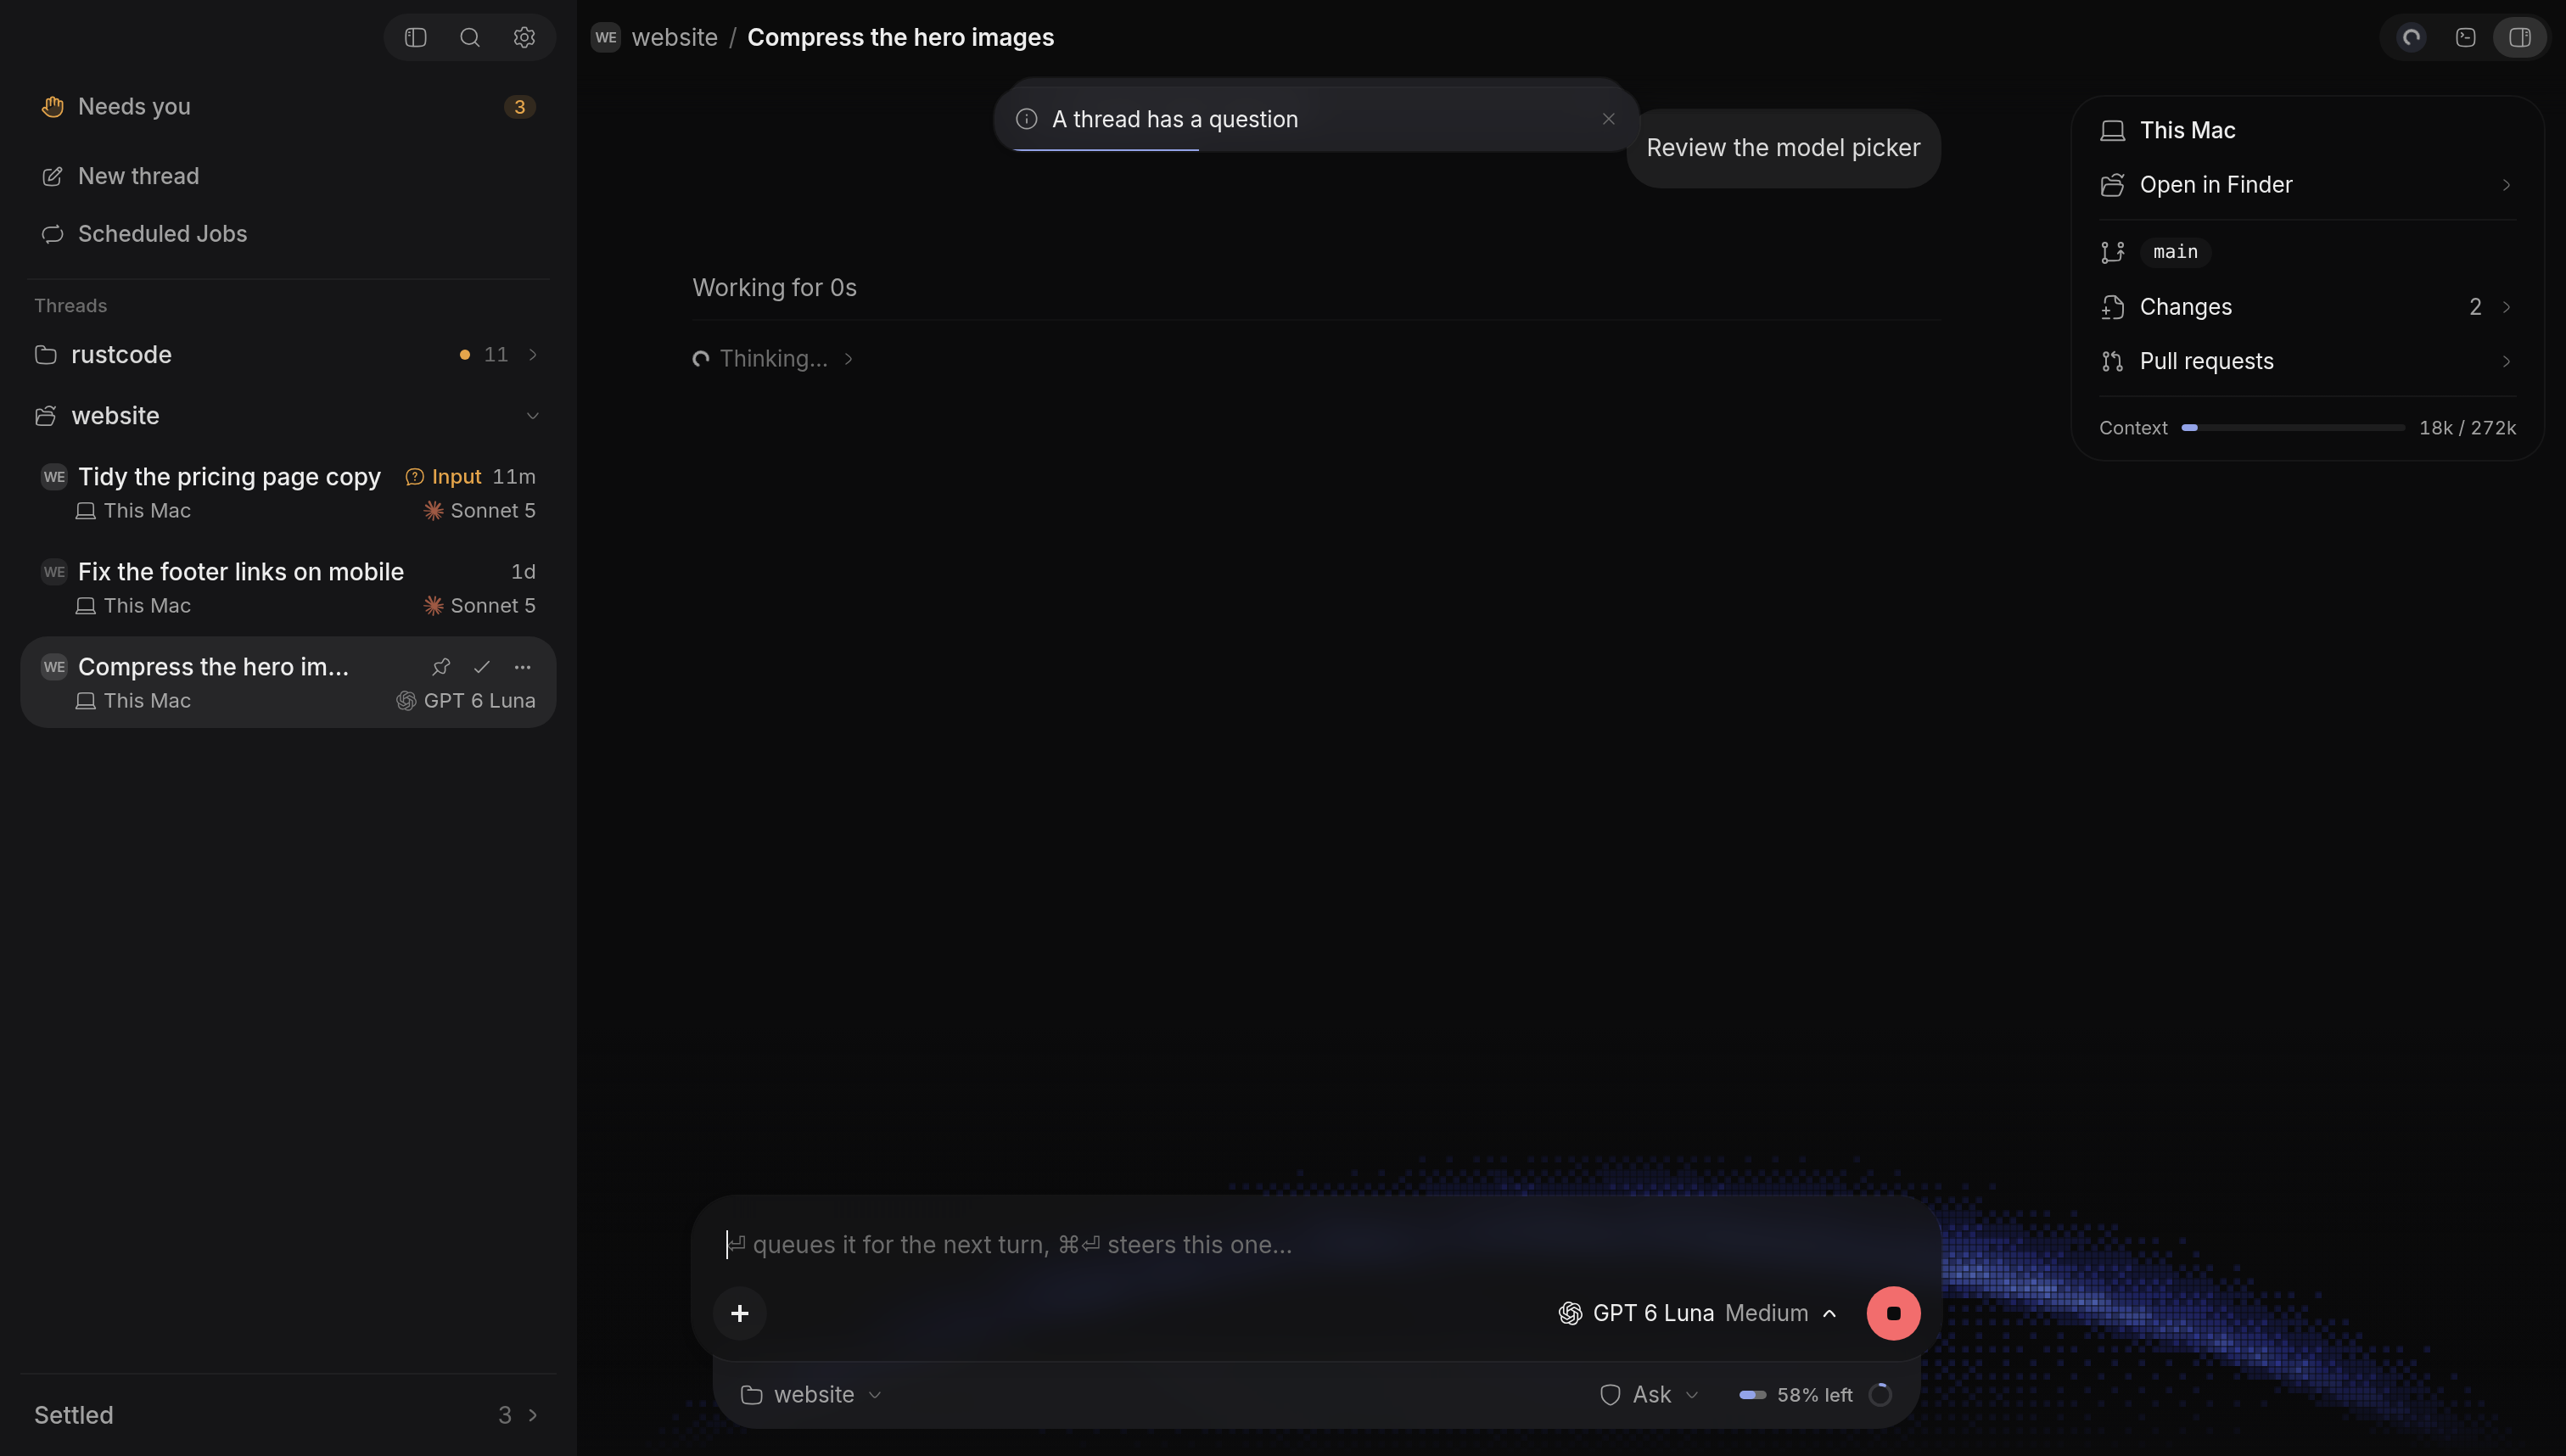 Needs you 3
New thread
Scheduled Jobs
Threads
rustcode 11
website
WE Tidy the pricing page copy Input 11m
This Mac Sonnet 5
WE Fix the footer links on mobile 1d
This Mac Sonnet 5
WE Compress the hero im...
This Mac GPT 6 Luna
Settled 3
WE website / Compress the hero images
A thread has a question
Review the model picker
Working for 0s
Thinking...
⏎ queues it for the next turn, ⌘⏎ steers this one...
GPT 6 Luna Medium
website Ask 58% left
This Mac
Open in Finder
main
Changes 2
Pull requests
Context 18k / 272k